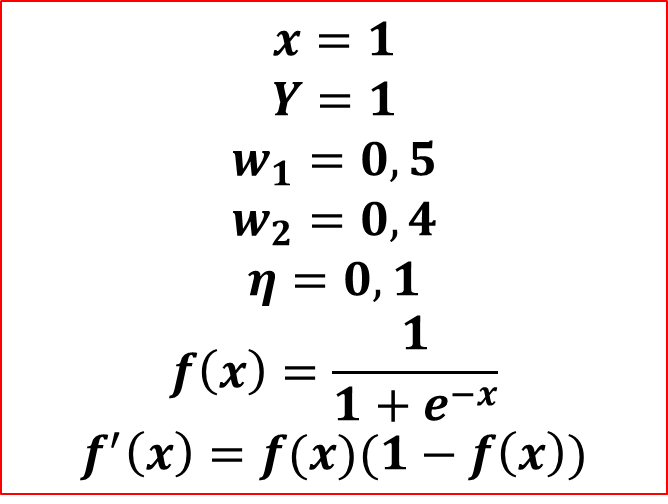 x = 1
Y = 1
w₁ = 0,5
w₂ = 0,4
η = 0,1
f(x) = 1 / (1 + e⁻ˣ)
f′(x) = f(x)(1 − f(x))